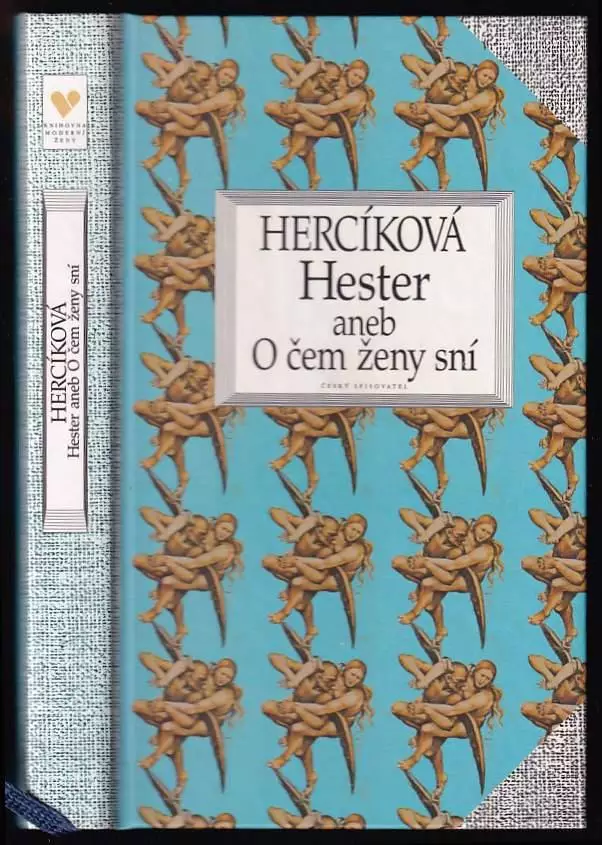 KNIHOVNA
MODERNÍ
ŽENY
HERCÍKOVÁ
Hester aneb O čem ženy sní
HERCÍKOVÁ
Hester
aneb
O čem ženy sní
ČESKÝ SPISOVATEL